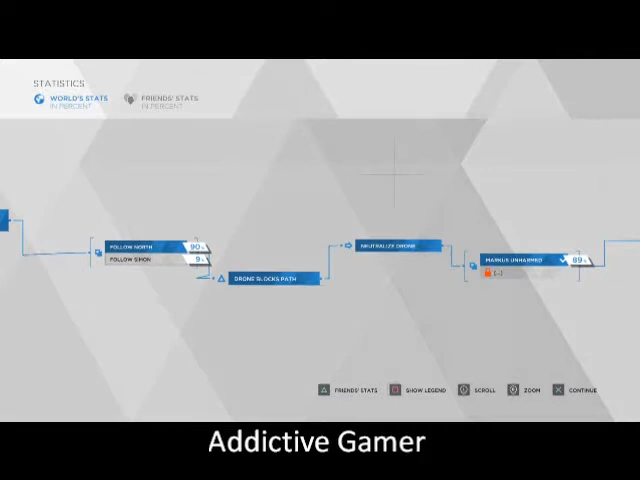 STATISTICS
WORLD'S STATS
IN PERCENT
FRIENDS' STATS
IN PERCENT
FOLLOW NORTH 90%
FOLLOW SIMON 9%
DRONE BLOCKS PATH
NEUTRALIZE DRONE
MARKUS UNHARMED 89%
[...]
FRIENDS' STATS
SHOW LEGEND
SCROLL
ZOOM
CONTINUE
Addictive Gamer